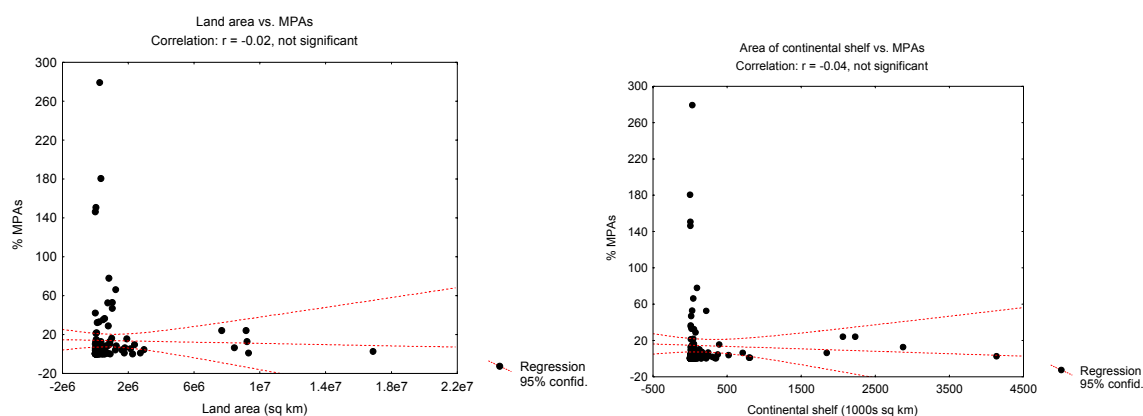 Land area vs. MPAs
Correlation: r = -0.02, not significant
% MPAs
300
260
220
180
140
100
60
20
-20
-2e6 2e6 6e6 1e7 1.4e7 1.8e7 2.2e7
Land area (sq km)
Regression
95% confid.
Area of continental shelf vs. MPAs
Correlation: r = -0.04, not significant
% MPAs
300
260
220
180
140
100
60
20
-20
-500 500 1500 2500 3500 4500
Continental shelf (1000s sq km)
Regression
95% confid.